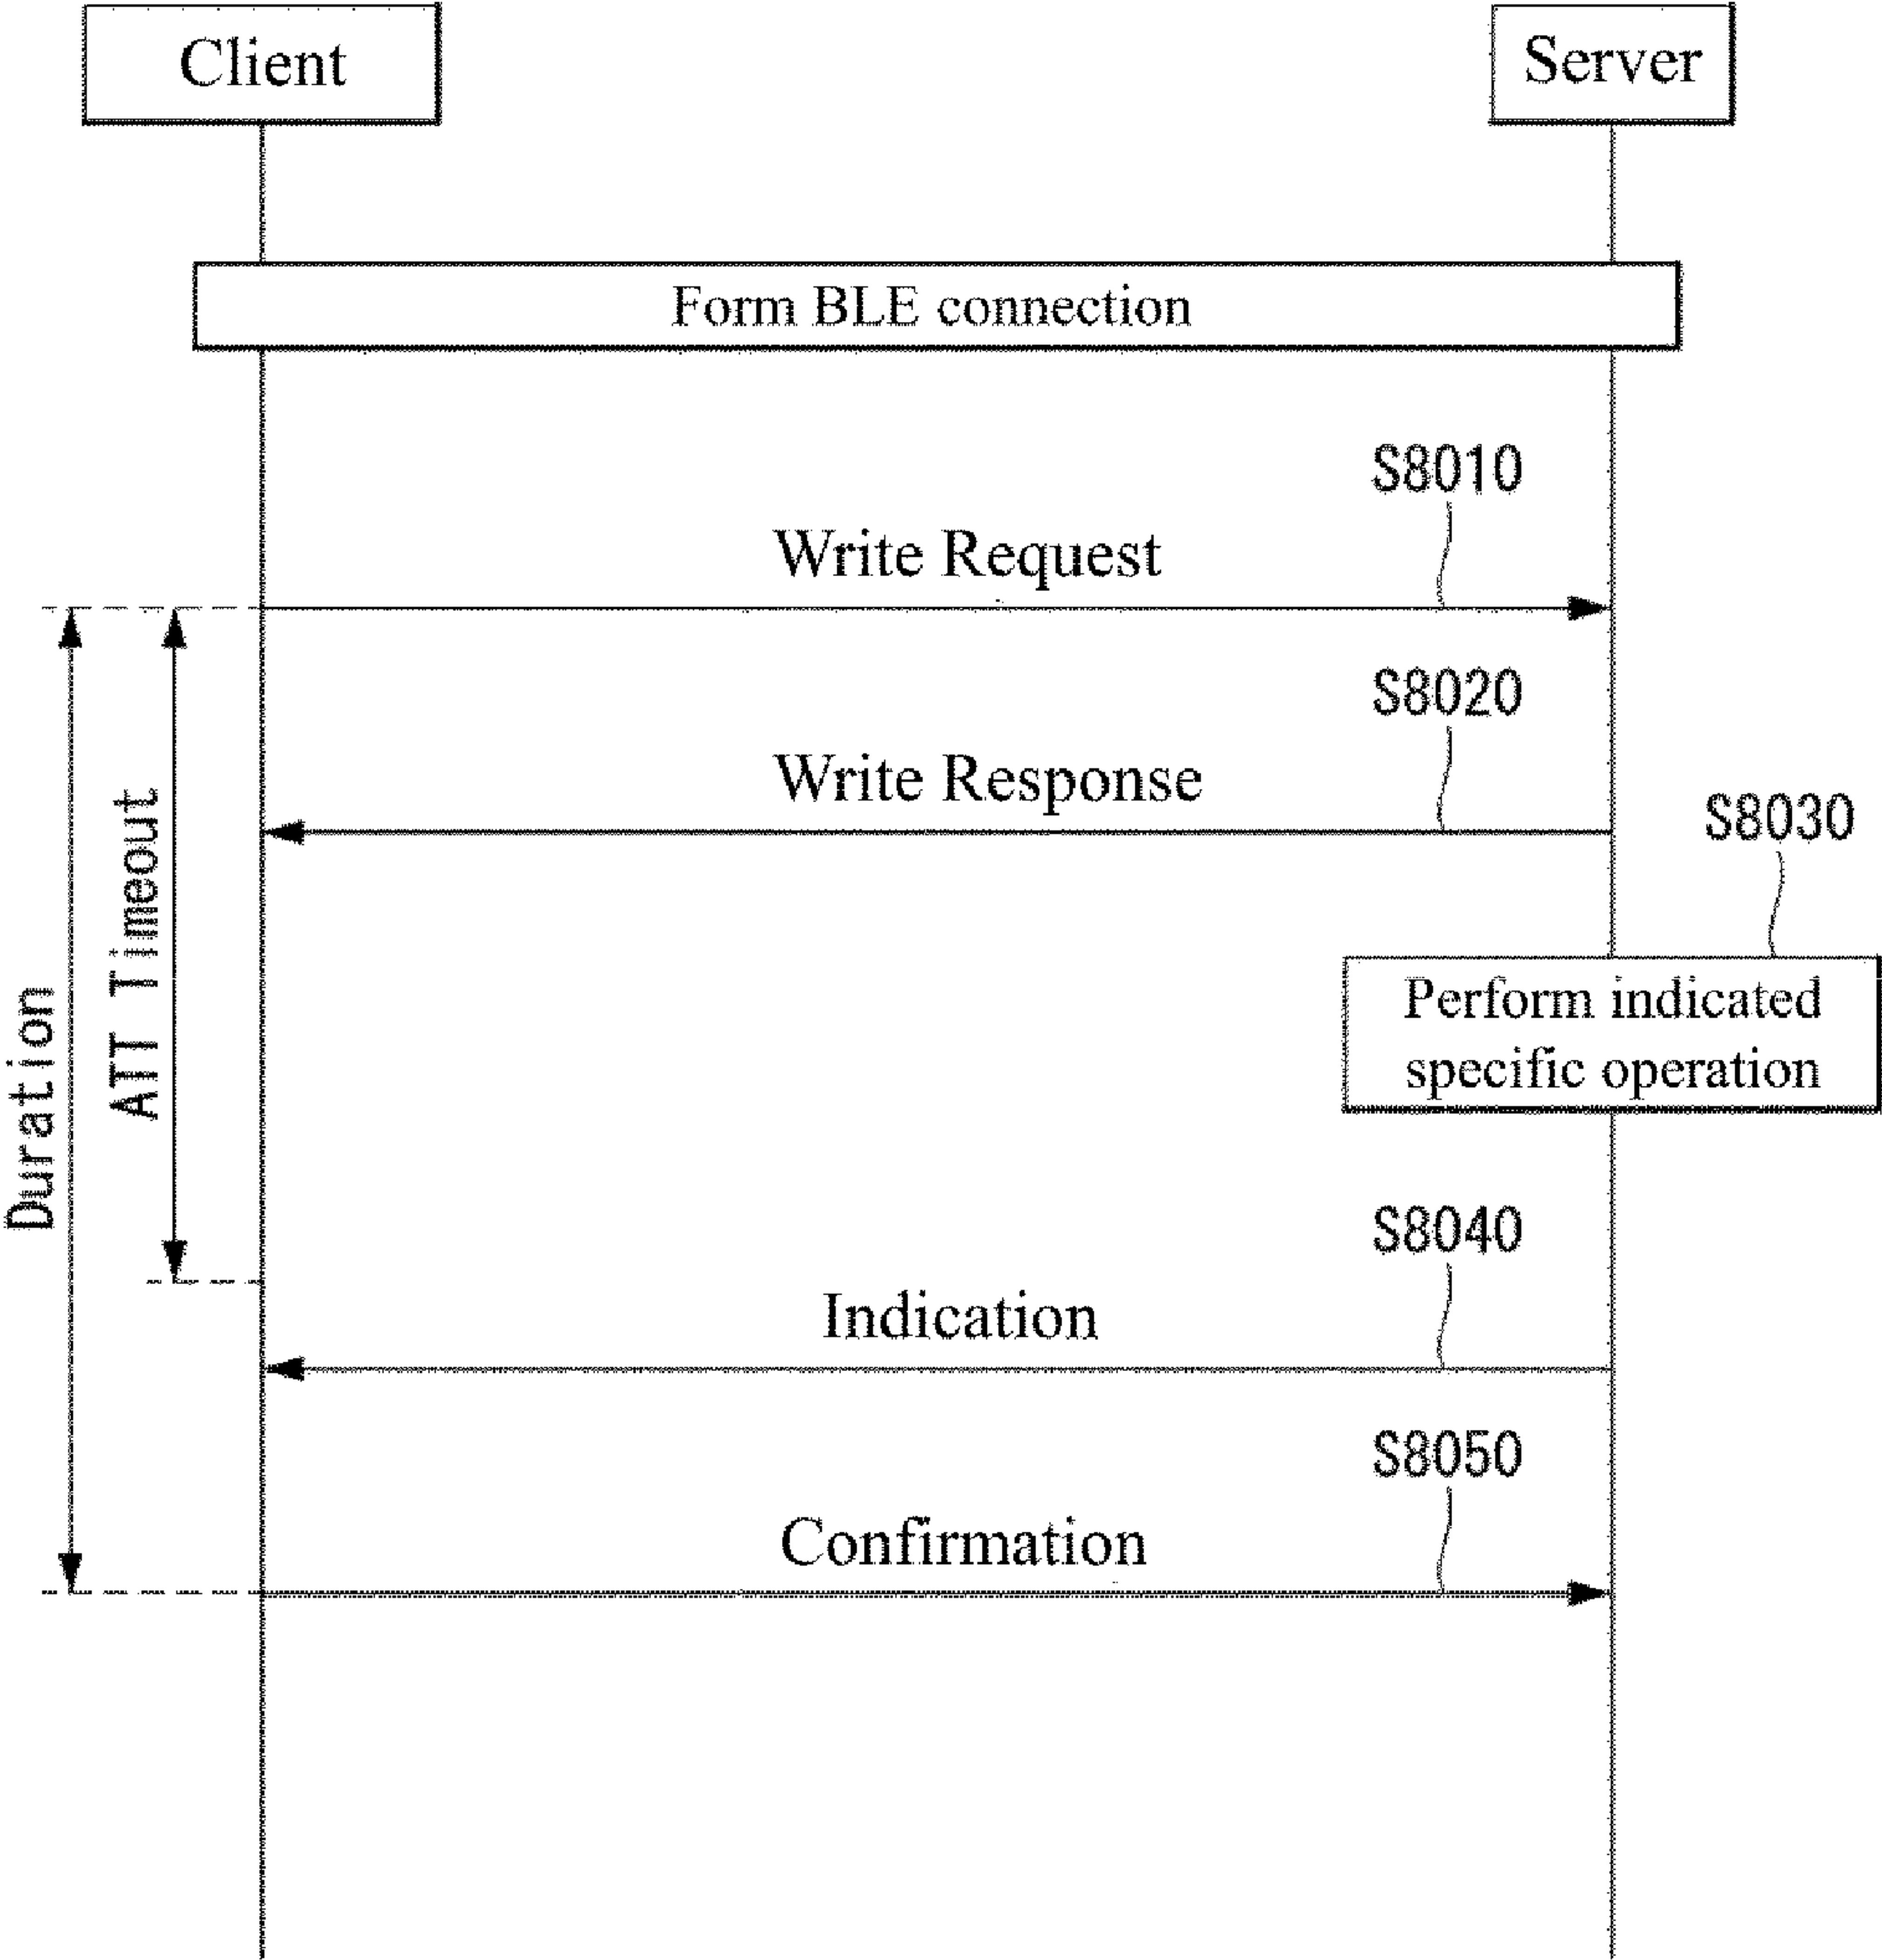 Client
Server
Form BLE connection
S8010
Write Request
S8020
Write Response
S8030
Perform indicated
specific operation
ATT Timeout
Duration
S8040
Indication
S8050
Confirmation